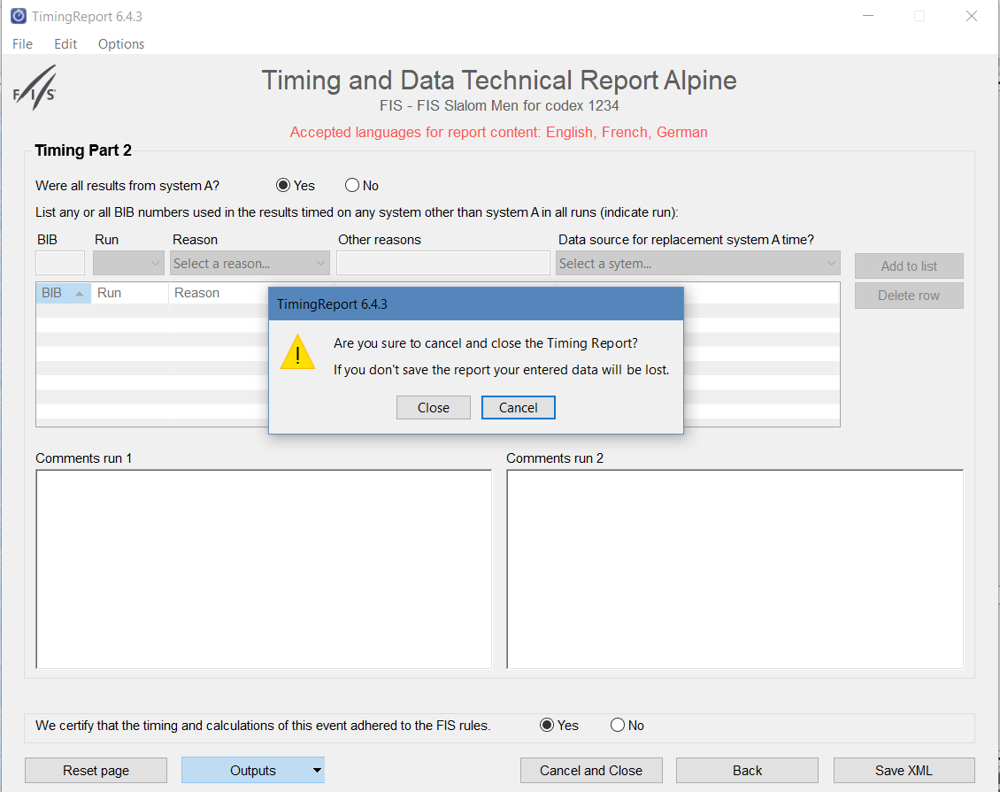 TimingReport 6.4.3
File Edit Options
FIS
Timing and Data Technical Report Alpine
FIS - FIS Slalom Men for codex 1234
Accepted languages for report content: English, French, German
Timing Part 2
Were all results from system A? Yes No
List any or all BIB numbers used in the results timed on any system other than system A in all runs (indicate run):
BIB Run Reason Other reasons Data source for replacement system A time?
Select a reason... Select a sytem... Add to list
BIB Run Reason Delete row
TimingReport 6.4.3
Are you sure to cancel and close the Timing Report?
If you don't save the report your entered data will be lost.
Close Cancel
Comments run 1 Comments run 2
We certify that the timing and calculations of this event adhered to the FIS rules. Yes No
Reset page Outputs Cancel and Close Back Save XML